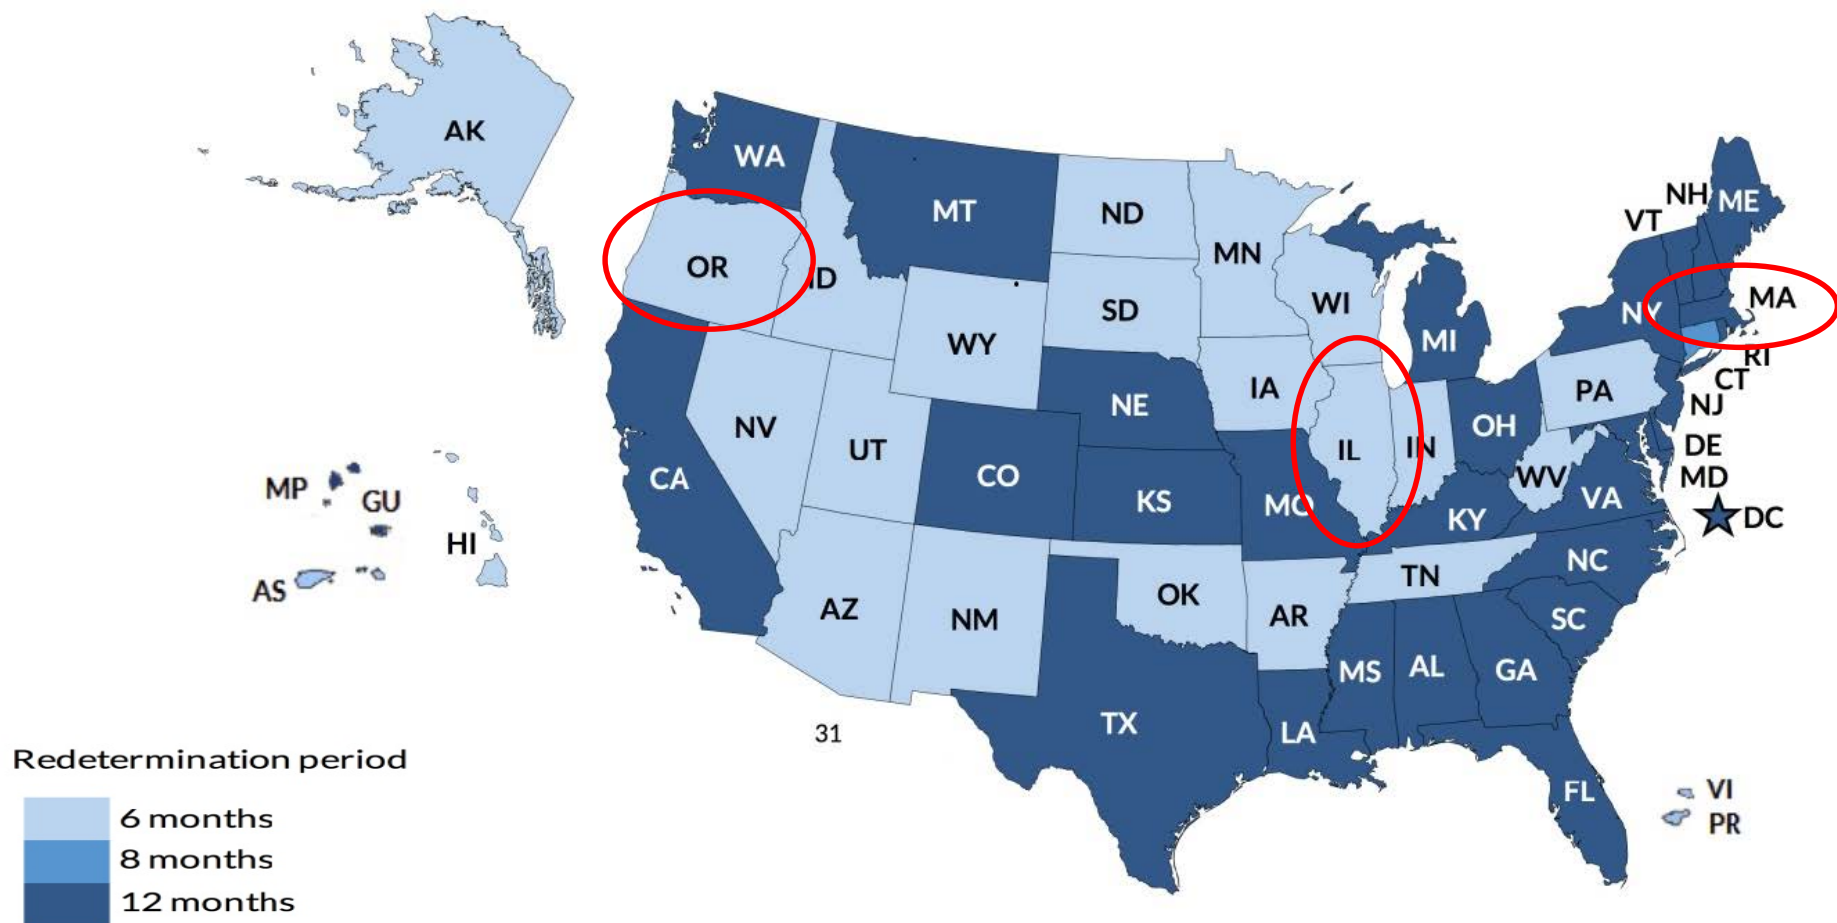 AK
WA
NH
ME
MT
ND
VT
MN
OR
ID
MA
WI
SD
NY
MI
WY
RI
CT
IA
PA
NE
NJ
NV
OH
DE
UT
IL
IN
CO
WV
MD
CA
KS
MO
VA
MP
GU
KY
DC
HI
NC
TN
AS
OK
AZ
NM
AR
SC
MS
AL
GA
TX
LA
31
Redetermination period
FL
VI
6 months
PR
8 months
12 months